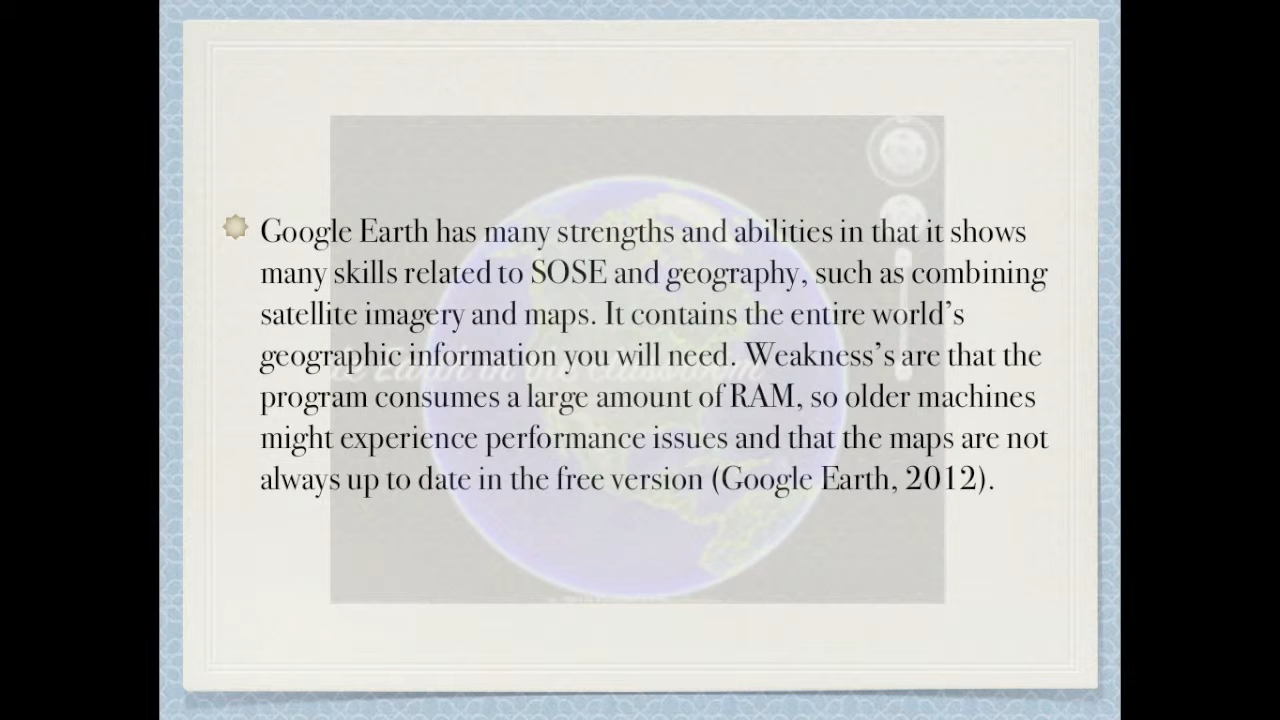 Google Earth has many strengths and abilities in that it shows
many skills related to SOSE and geography, such as combining
satellite imagery and maps. It contains the entire world's
geographic information you will need. Weakness's are that the
program consumes a large amount of RAM, so older machines
might experience performance issues and that the maps are not
always up to date in the free version (Google Earth, 2012).